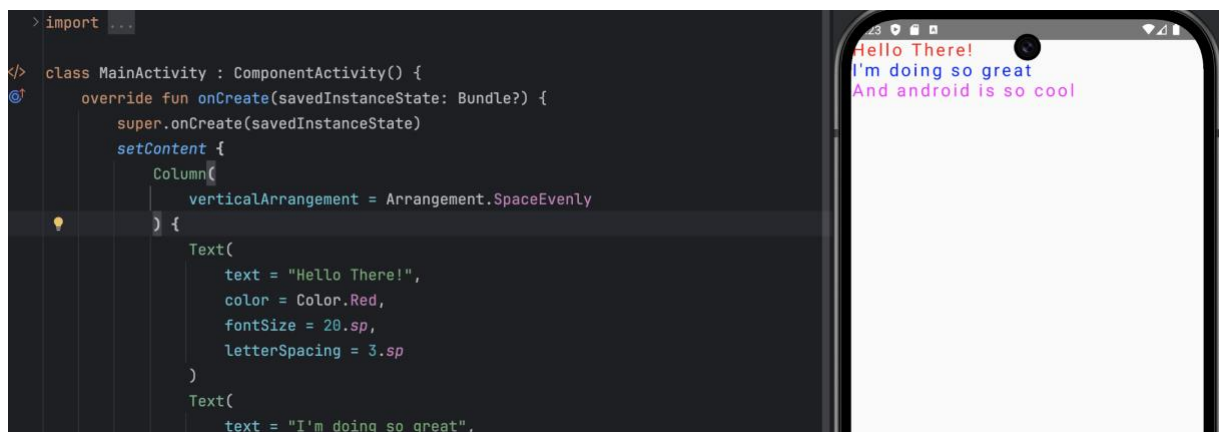 import ...
class MainActivity : ComponentActivity() {
override fun onCreate(savedInstanceState: Bundle?) {
super.onCreate(savedInstanceState)
setContent {
Column(
verticalArrangement = Arrangement.SpaceEvenly
) {
Text(
text = "Hello There!",
color = Color.Red,
fontSize = 20.sp,
letterSpacing = 3.sp
)
Text(
text = "I'm doing so great",
Hello There!
I'm doing so great
And android is so cool